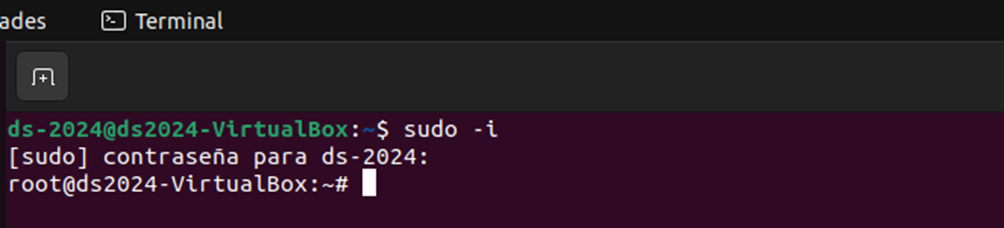 ades
Terminal
ds-2024@ds2024-VirtualBox:~$ sudo -i
[sudo] contraseña para ds-2024:
root@ds2024-VirtualBox:~#